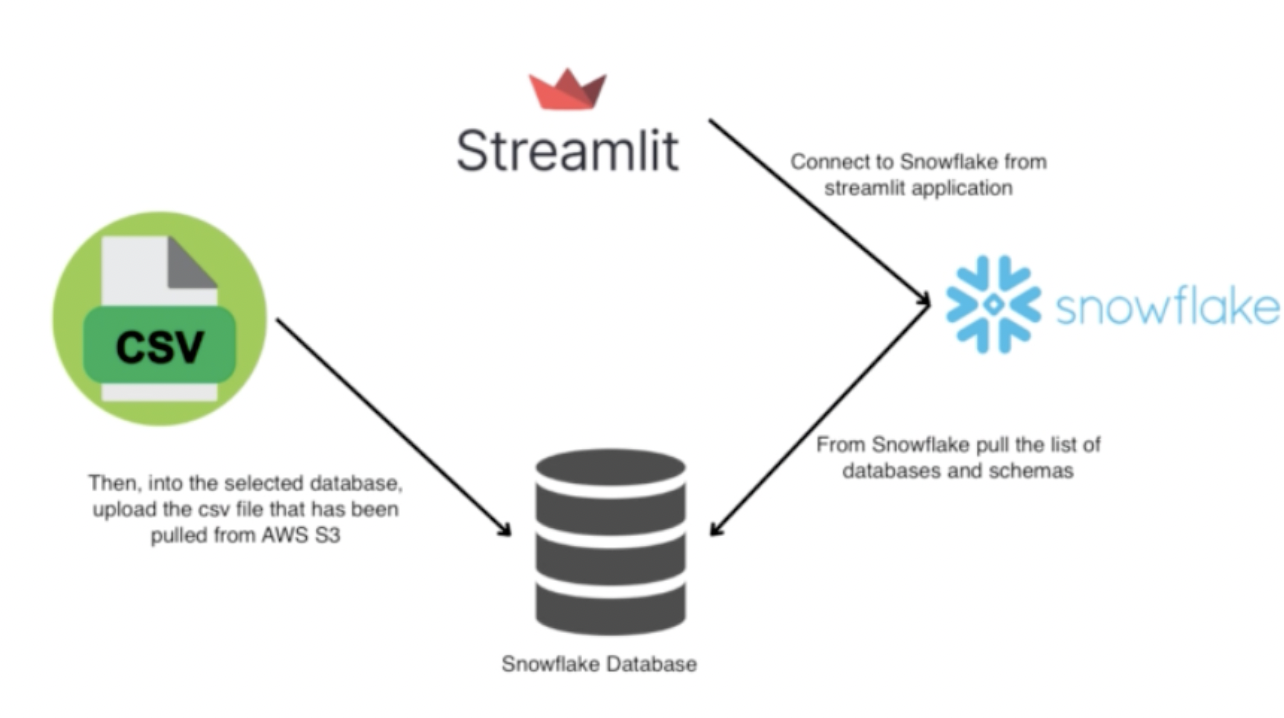 Streamlit
Connect to Snowflake from
streamlit application
snowflake
CSV
From Snowflake pull the list of
databases and schemas
Then, into the selected database,
upload the csv file that has been
pulled from AWS S3
Snowflake Database